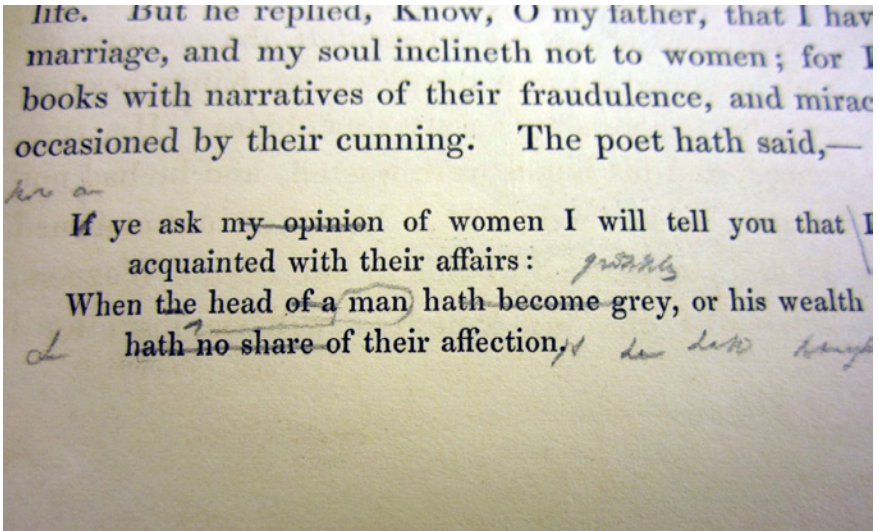 life. But he replied, Know, O my father, that I hav
marriage, and my soul inclineth not to women; for I
books with narratives of their fraudulence, and mirac
occasioned by their cunning. The poet hath said,—
If ye ask my opinion of women I will tell you that I
acquainted with their affairs:
When the head of a man hath become grey, or his wealth
hath no share of their affection.